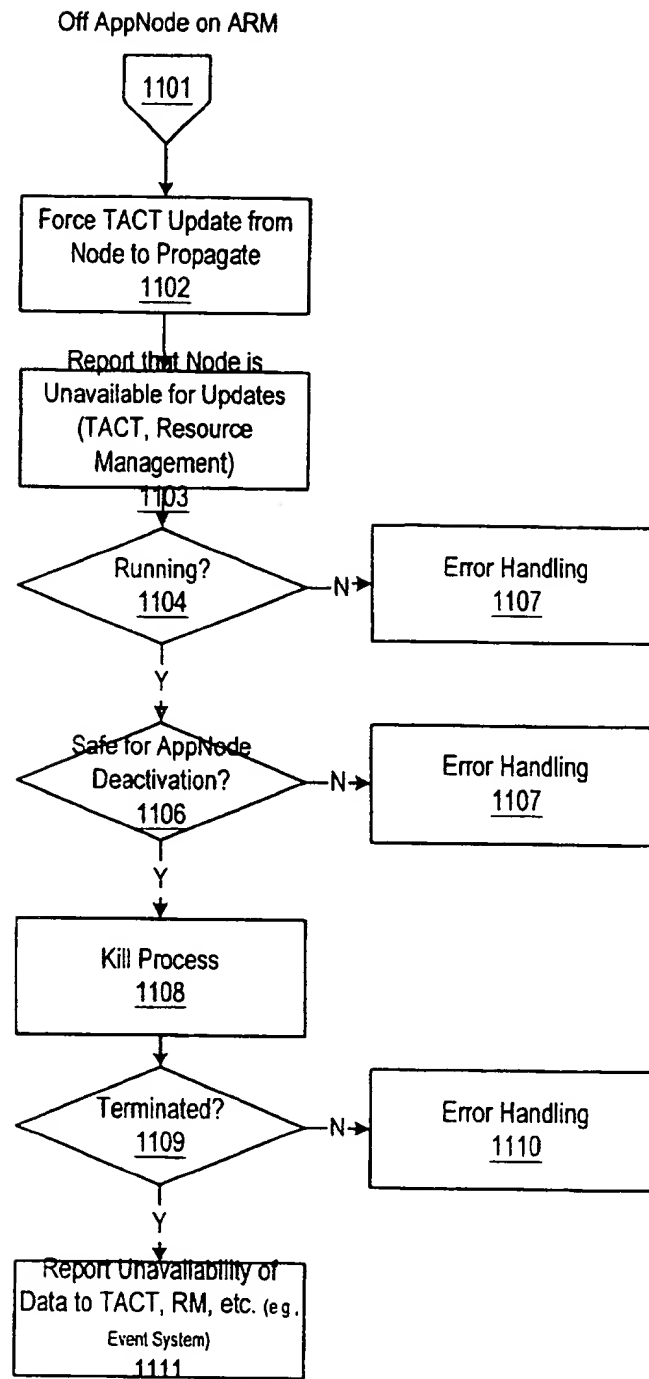 Off AppNode on ARM
1101
Force TACT Update from
Node to Propagate
1102
Report that Node is
Unavailable for Updates
(TACT, Resource
Management)
1103
Running?
1104
N
Error Handling
1107
Y
Safe for AppNode
Deactivation?
1106
N
Error Handling
1107
Y
Kill Process
1108
Terminated?
1109
N
Error Handling
1110
Y
Report Unavailability of
Data to TACT, RM, etc. (eg,
Event System)
1111